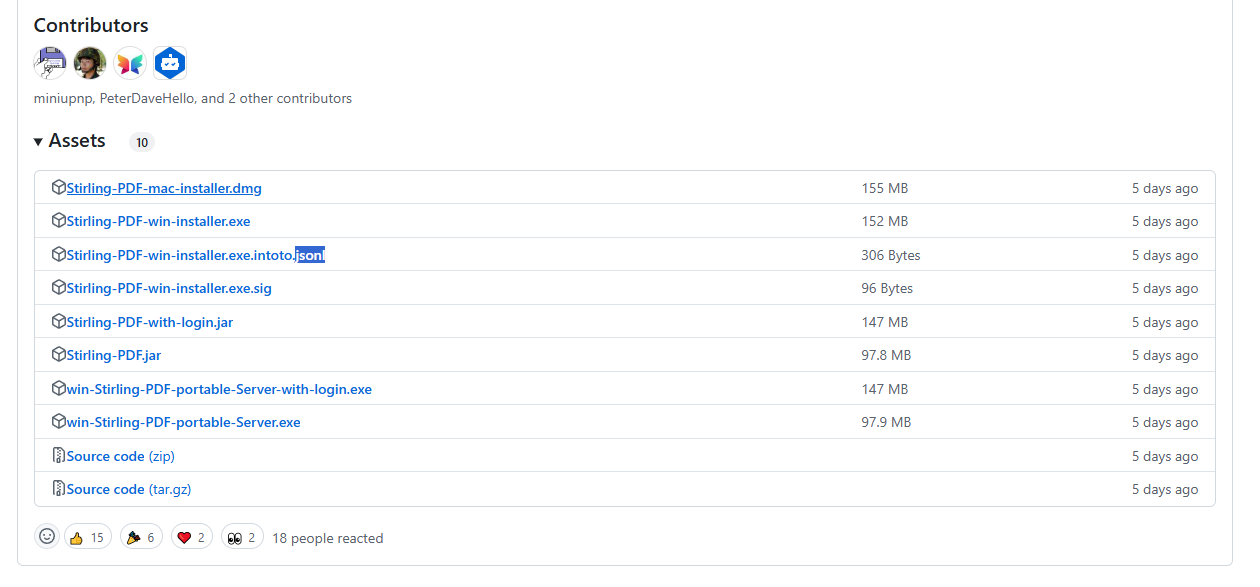 Contributors
miniupnp, PeterDaveHello, and 2 other contributors
Assets 10
Stirling-PDF-mac-installer.dmg 155 MB 5 days ago
Stirling-PDF-win-installer.exe 152 MB 5 days ago
Stirling-PDF-win-installer.exe.intoto.jsonl 306 Bytes 5 days ago
Stirling-PDF-win-installer.exe.sig 96 Bytes 5 days ago
Stirling-PDF-with-login.jar 147 MB 5 days ago
Stirling-PDF.jar 97.8 MB 5 days ago
win-Stirling-PDF-portable-Server-with-login.exe 147 MB 5 days ago
win-Stirling-PDF-portable-Server.exe 97.9 MB 5 days ago
Source code (zip) 5 days ago
Source code (tar.gz) 5 days ago
👍 15 🎉 6 ❤️ 2 👀 2 18 people reacted